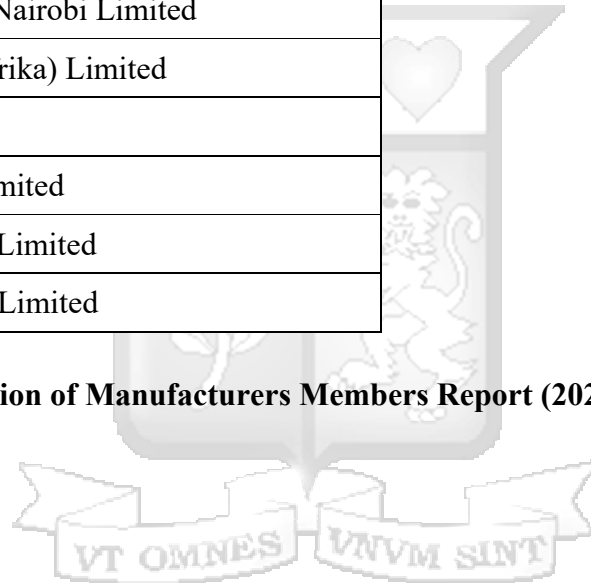 Nairobi Limited
rika) Limited
mited
Limited
Limited
ion of Manufacturers Members Report (202
VT OMNES VNVM SINT